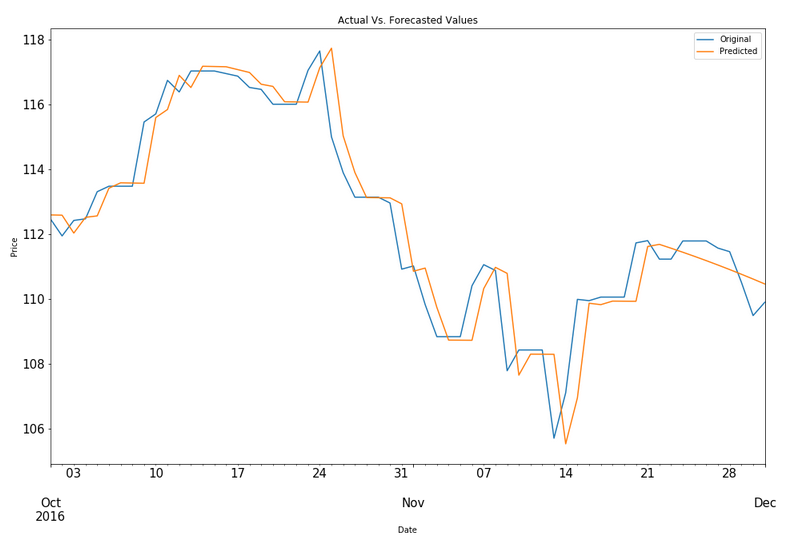 Actual Vs. Forecasted Values
Original
Predicted
118
116
114
112
110
108
106
Price
03 10 17 24 31 07 14 21 28
Oct Nov Dec
2016
Date